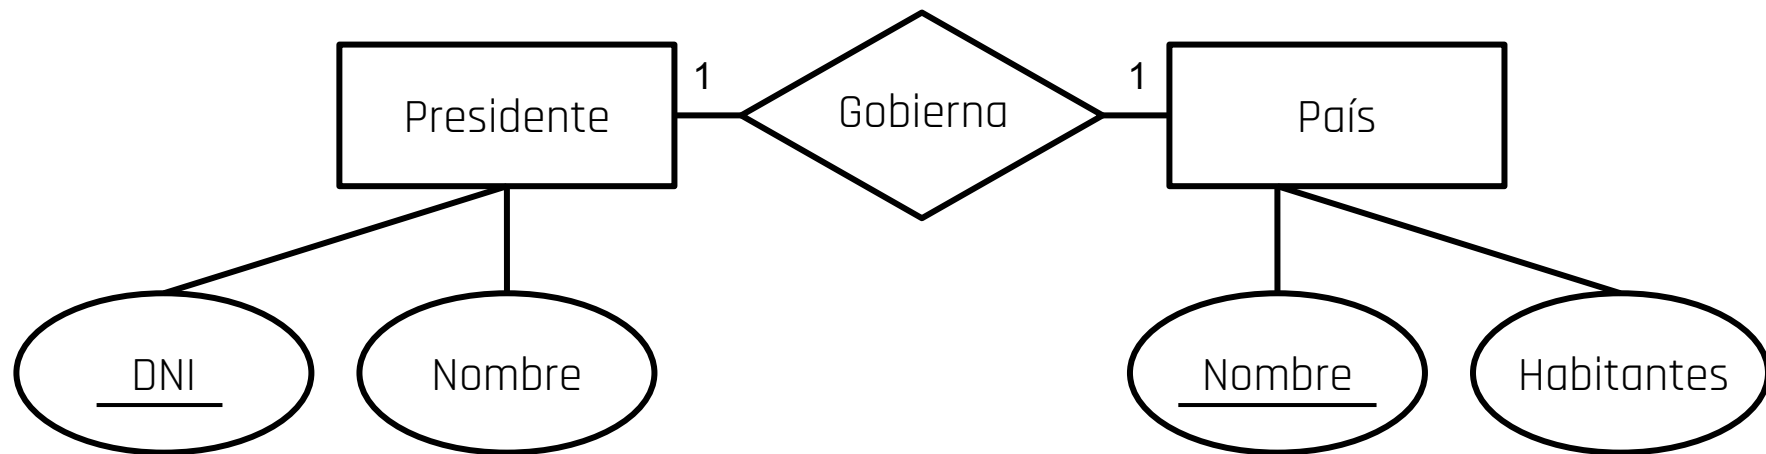 1
1
Presidente
Gobierna
País
DNI
Nombre
Nombre
Habitantes